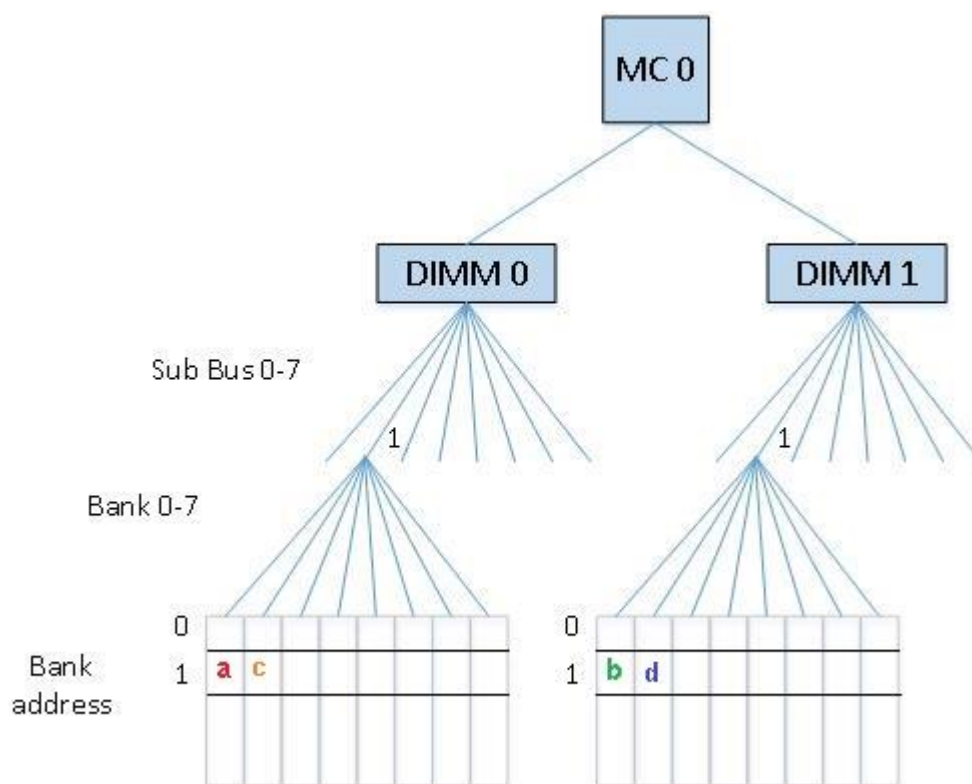 MC 0
DIMM 0
DIMM 1
Sub Bus 0-7
1
1
Bank 0-7
0
0
Bank
address
1
a c
1
b d